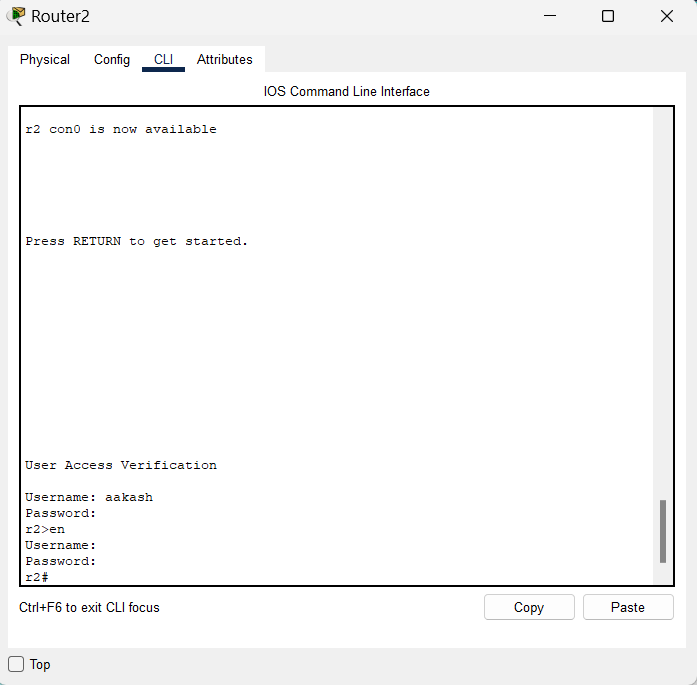 Router2
Physical Config CLI Attributes
IOS Command Line Interface
r2 con0 is now available
Press RETURN to get started.
User Access Verification
Username: aakash
Password:
r2>en
Username:
Password:
r2#
Ctrl+F6 to exit CLI focus
Copy Paste
Top